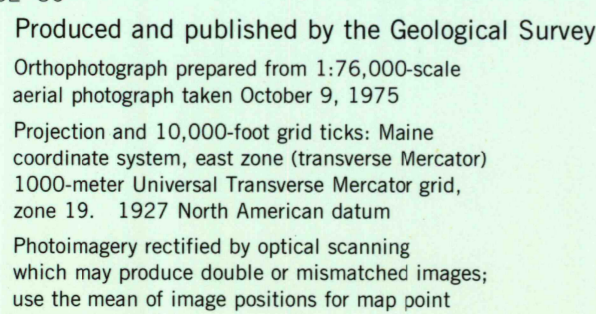 Produced and published by the Geological Survey
Orthophotograph prepared from 1:76,000-scale
aerial photograph taken October 9, 1975
Projection and 10,000-foot grid ticks: Maine
coordinate system, east zone (transverse Mercator)
1000-meter Universal Transverse Mercator grid,
zone 19. 1927 North American datum
Photoimagery rectified by optical scanning
which may produce double or mismatched images;
use the mean of image positions for map point